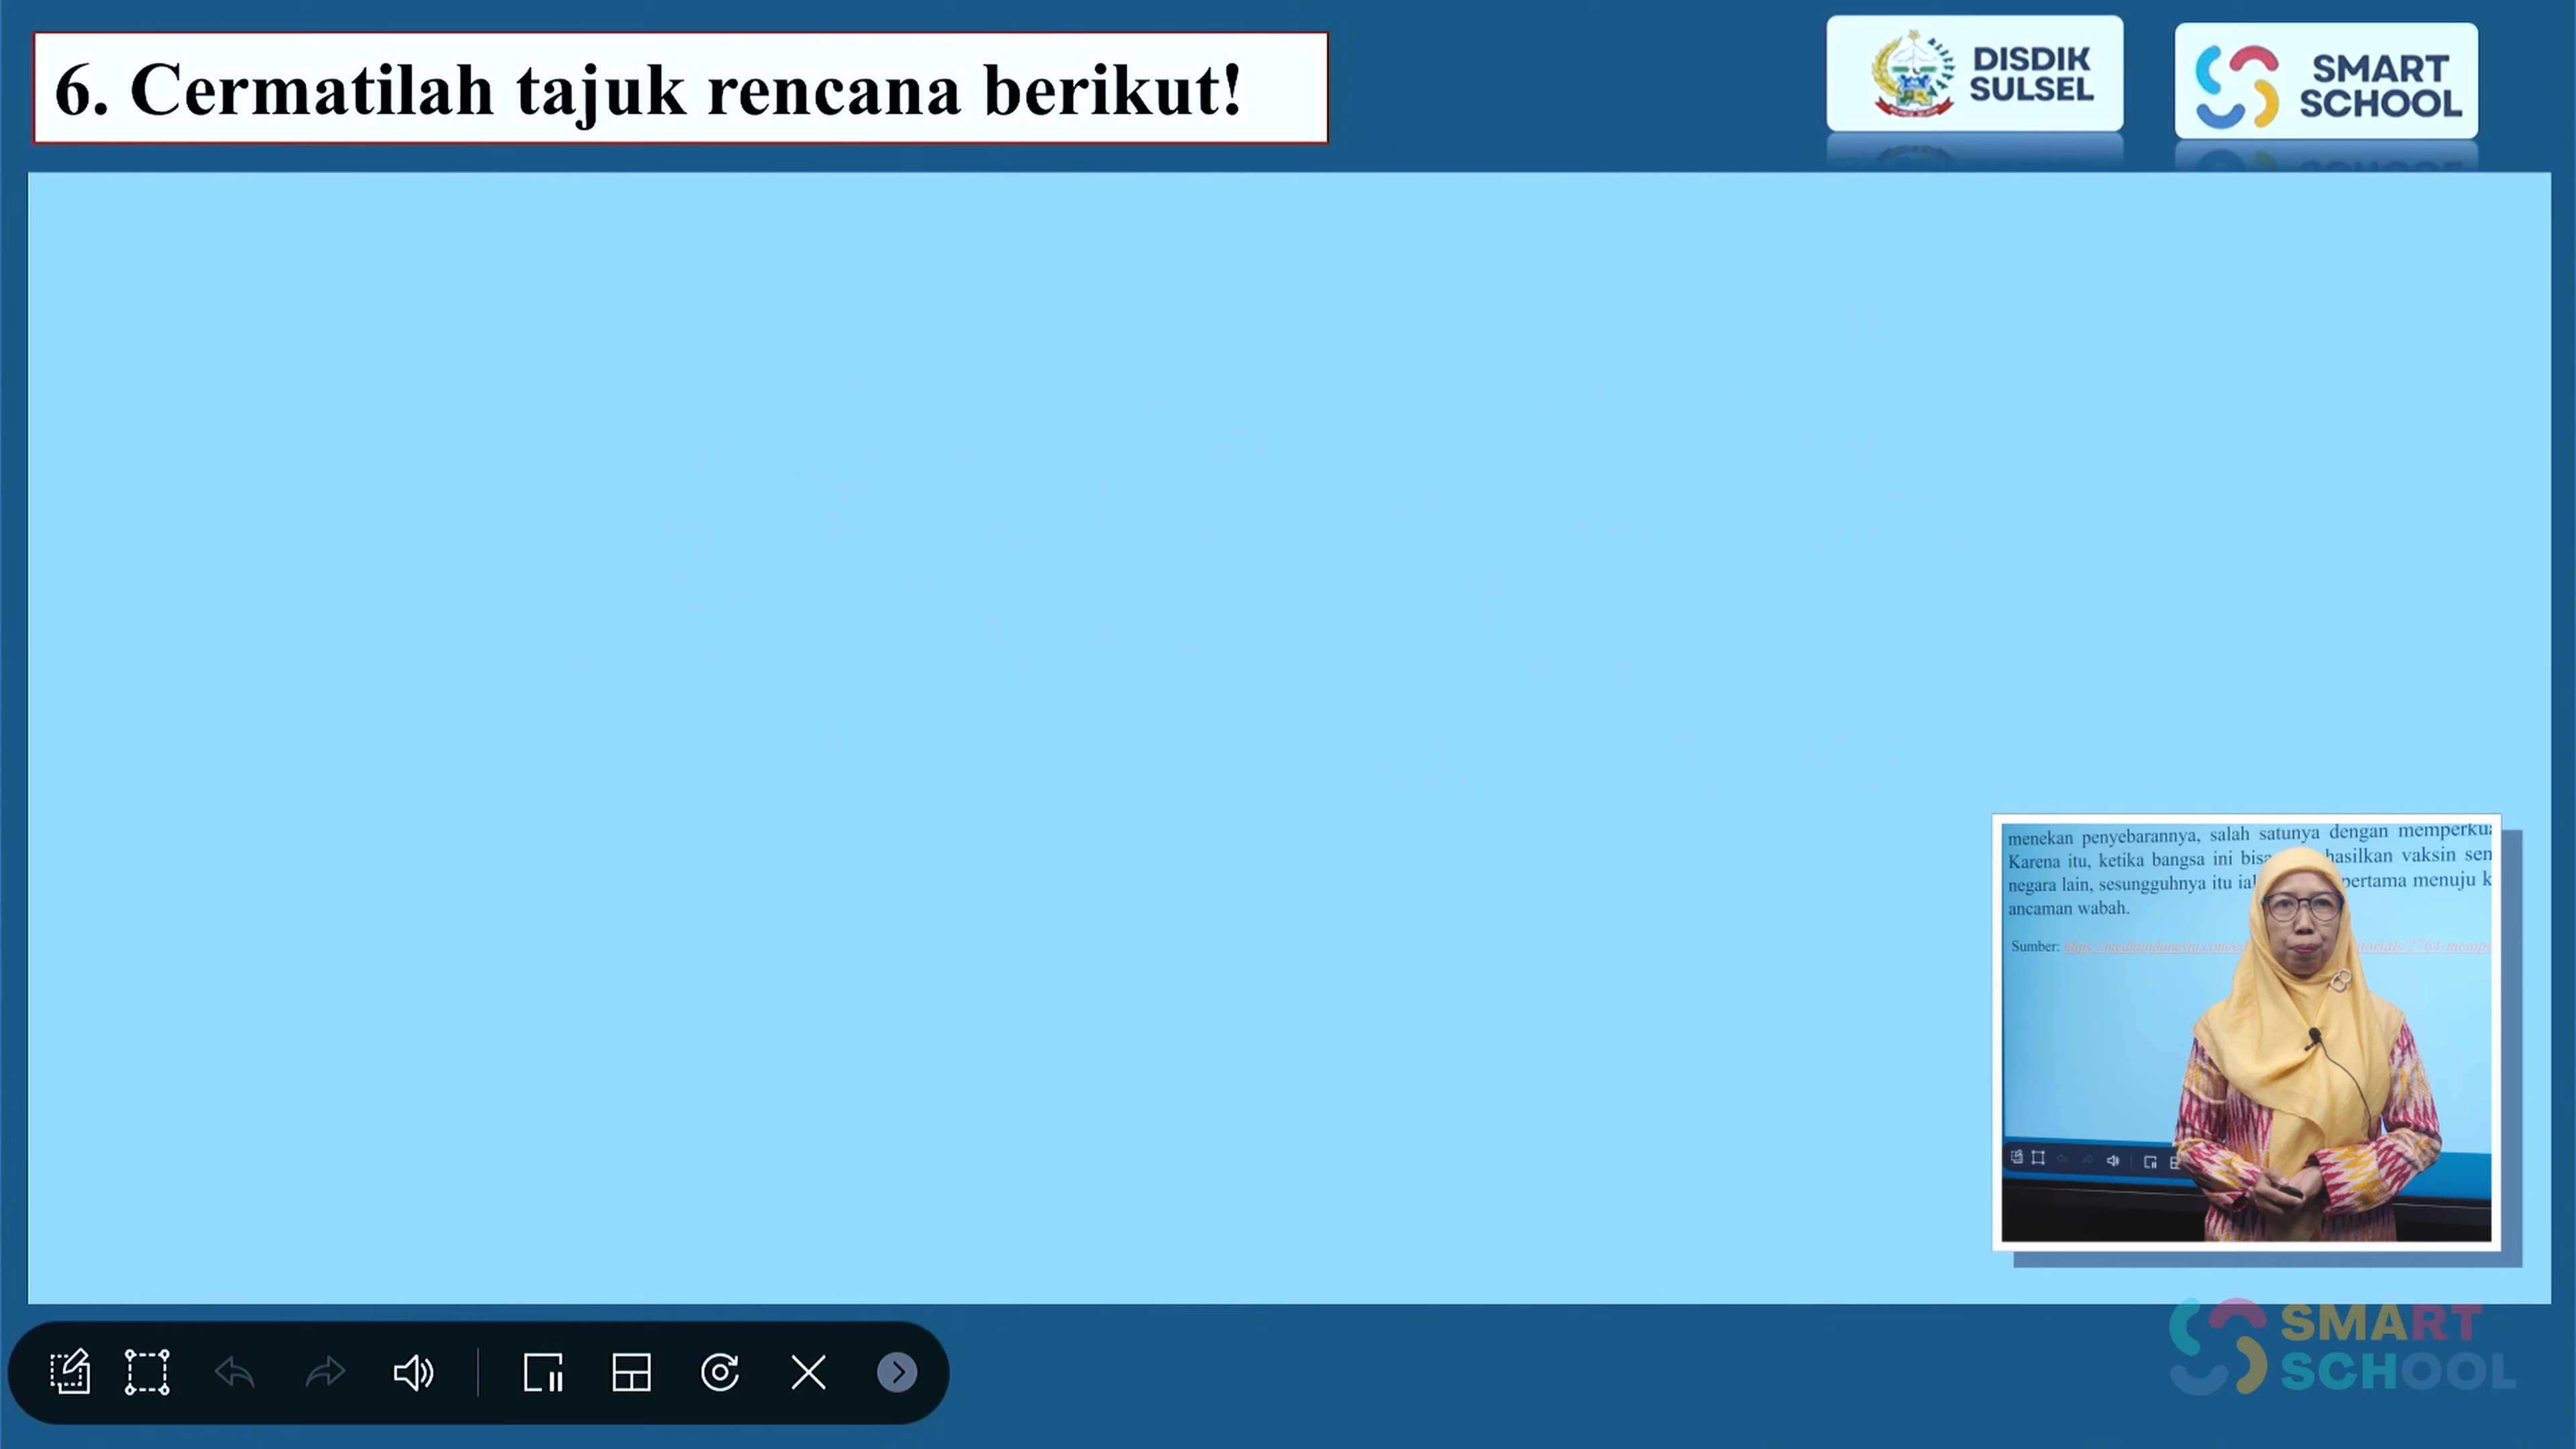 6. Cermatilah tajuk rencana berikut!
DISDIK
SULSEL
SMART
SCHOOL
menekan penyebarannya, salah satunya dengan
Karena itu, ketika bangsa ini vaksin
negara lain, sesungguhnya itu pertama menuju
ancaman wabah.
Sumber:
SMART
SCHOOL